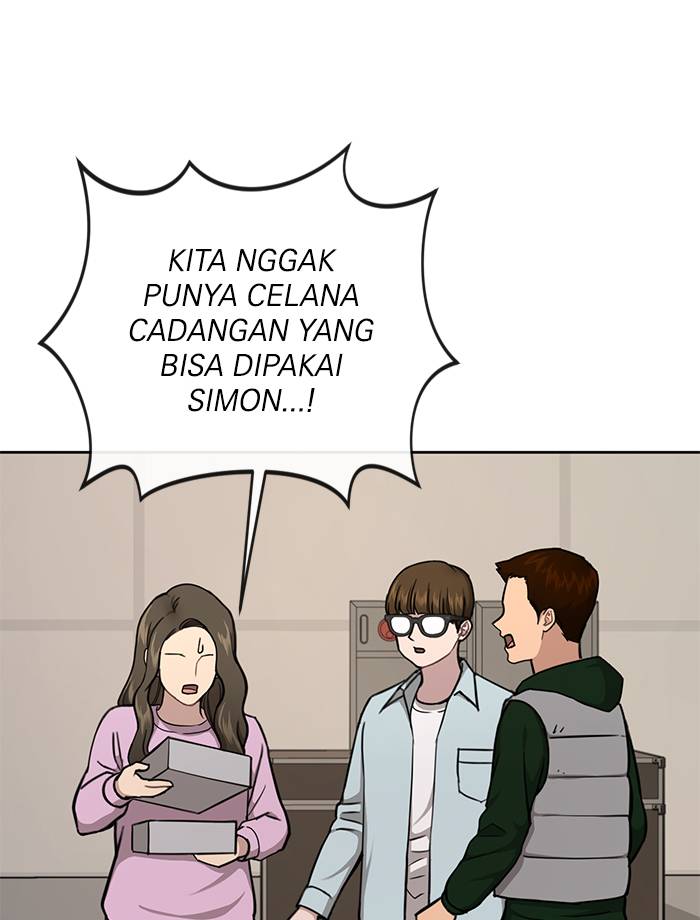 KITA NGGAK
PUNYA CELANA
CADANGAN YANG
BISA DIPAKAI
SIMON...!